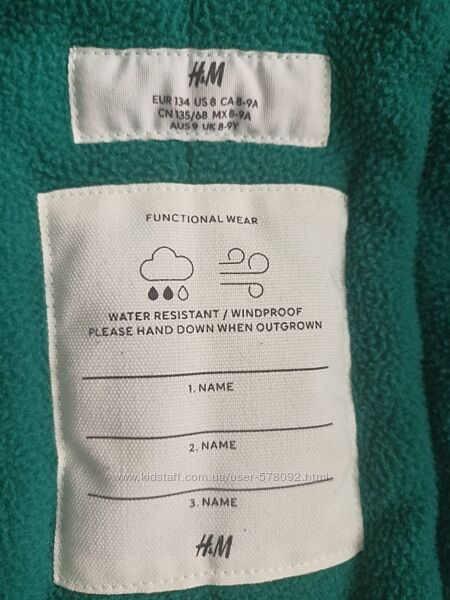 H&M
EUR 134 US 8 CA 8-9A
CN 135/68 MX 8-9A
AUS 9 UK 8-9Y
FUNCTIONAL WEAR
WATER RESISTANT / WINDPROOF
PLEASE HAND DOWN WHEN OUTGROWN
1. NAME
2. NAME
www.kidstaff.com.ua/user-578092.html
3. NAME
H&M